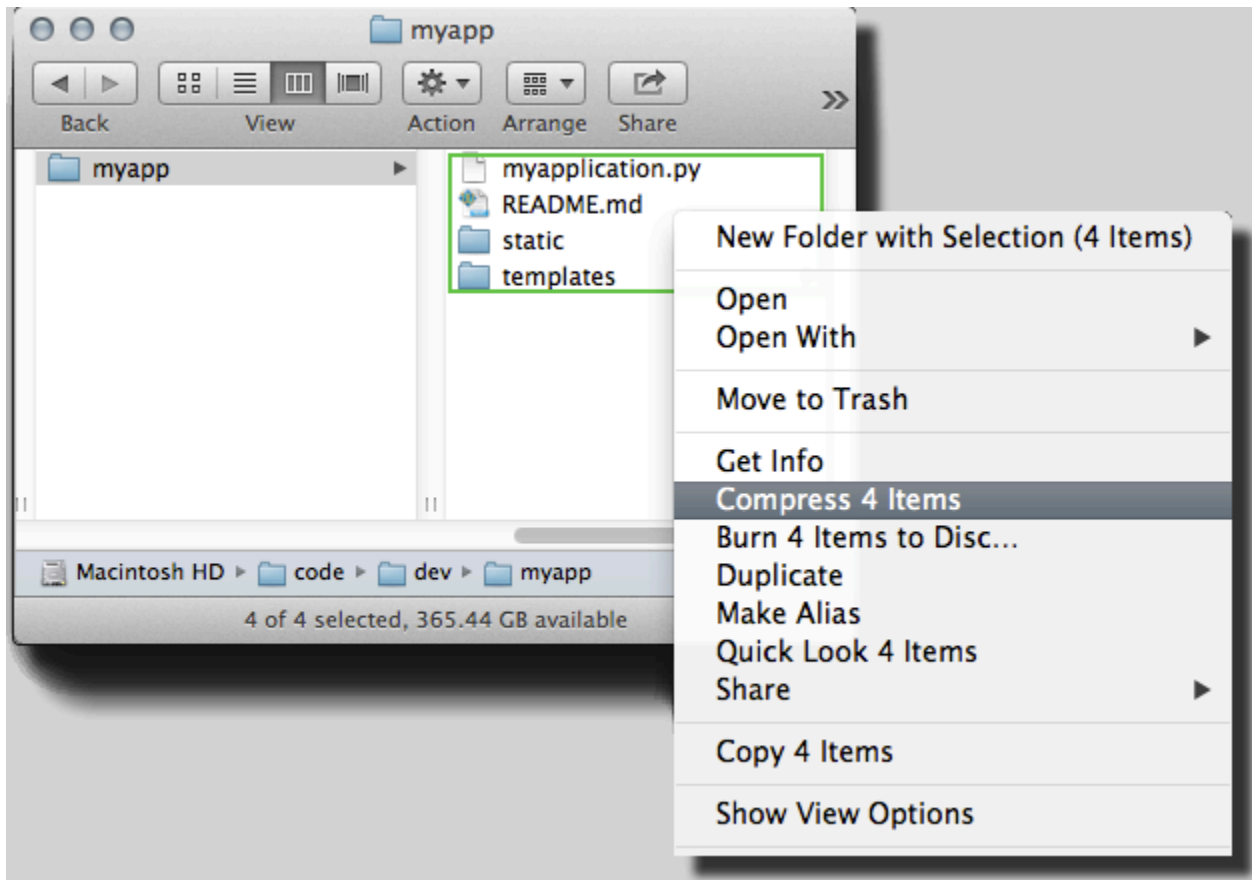 myapp
Back View Action Arrange Share
myapp
myapplication.py
README.md
static
templates
Macintosh HD code dev myapp
4 of 4 selected, 365.44 GB available
New Folder with Selection (4 Items)
Open
Open With
Move to Trash
Get Info
Compress 4 Items
Burn 4 Items to Disc...
Duplicate
Make Alias
Quick Look 4 Items
Share
Copy 4 Items
Show View Options